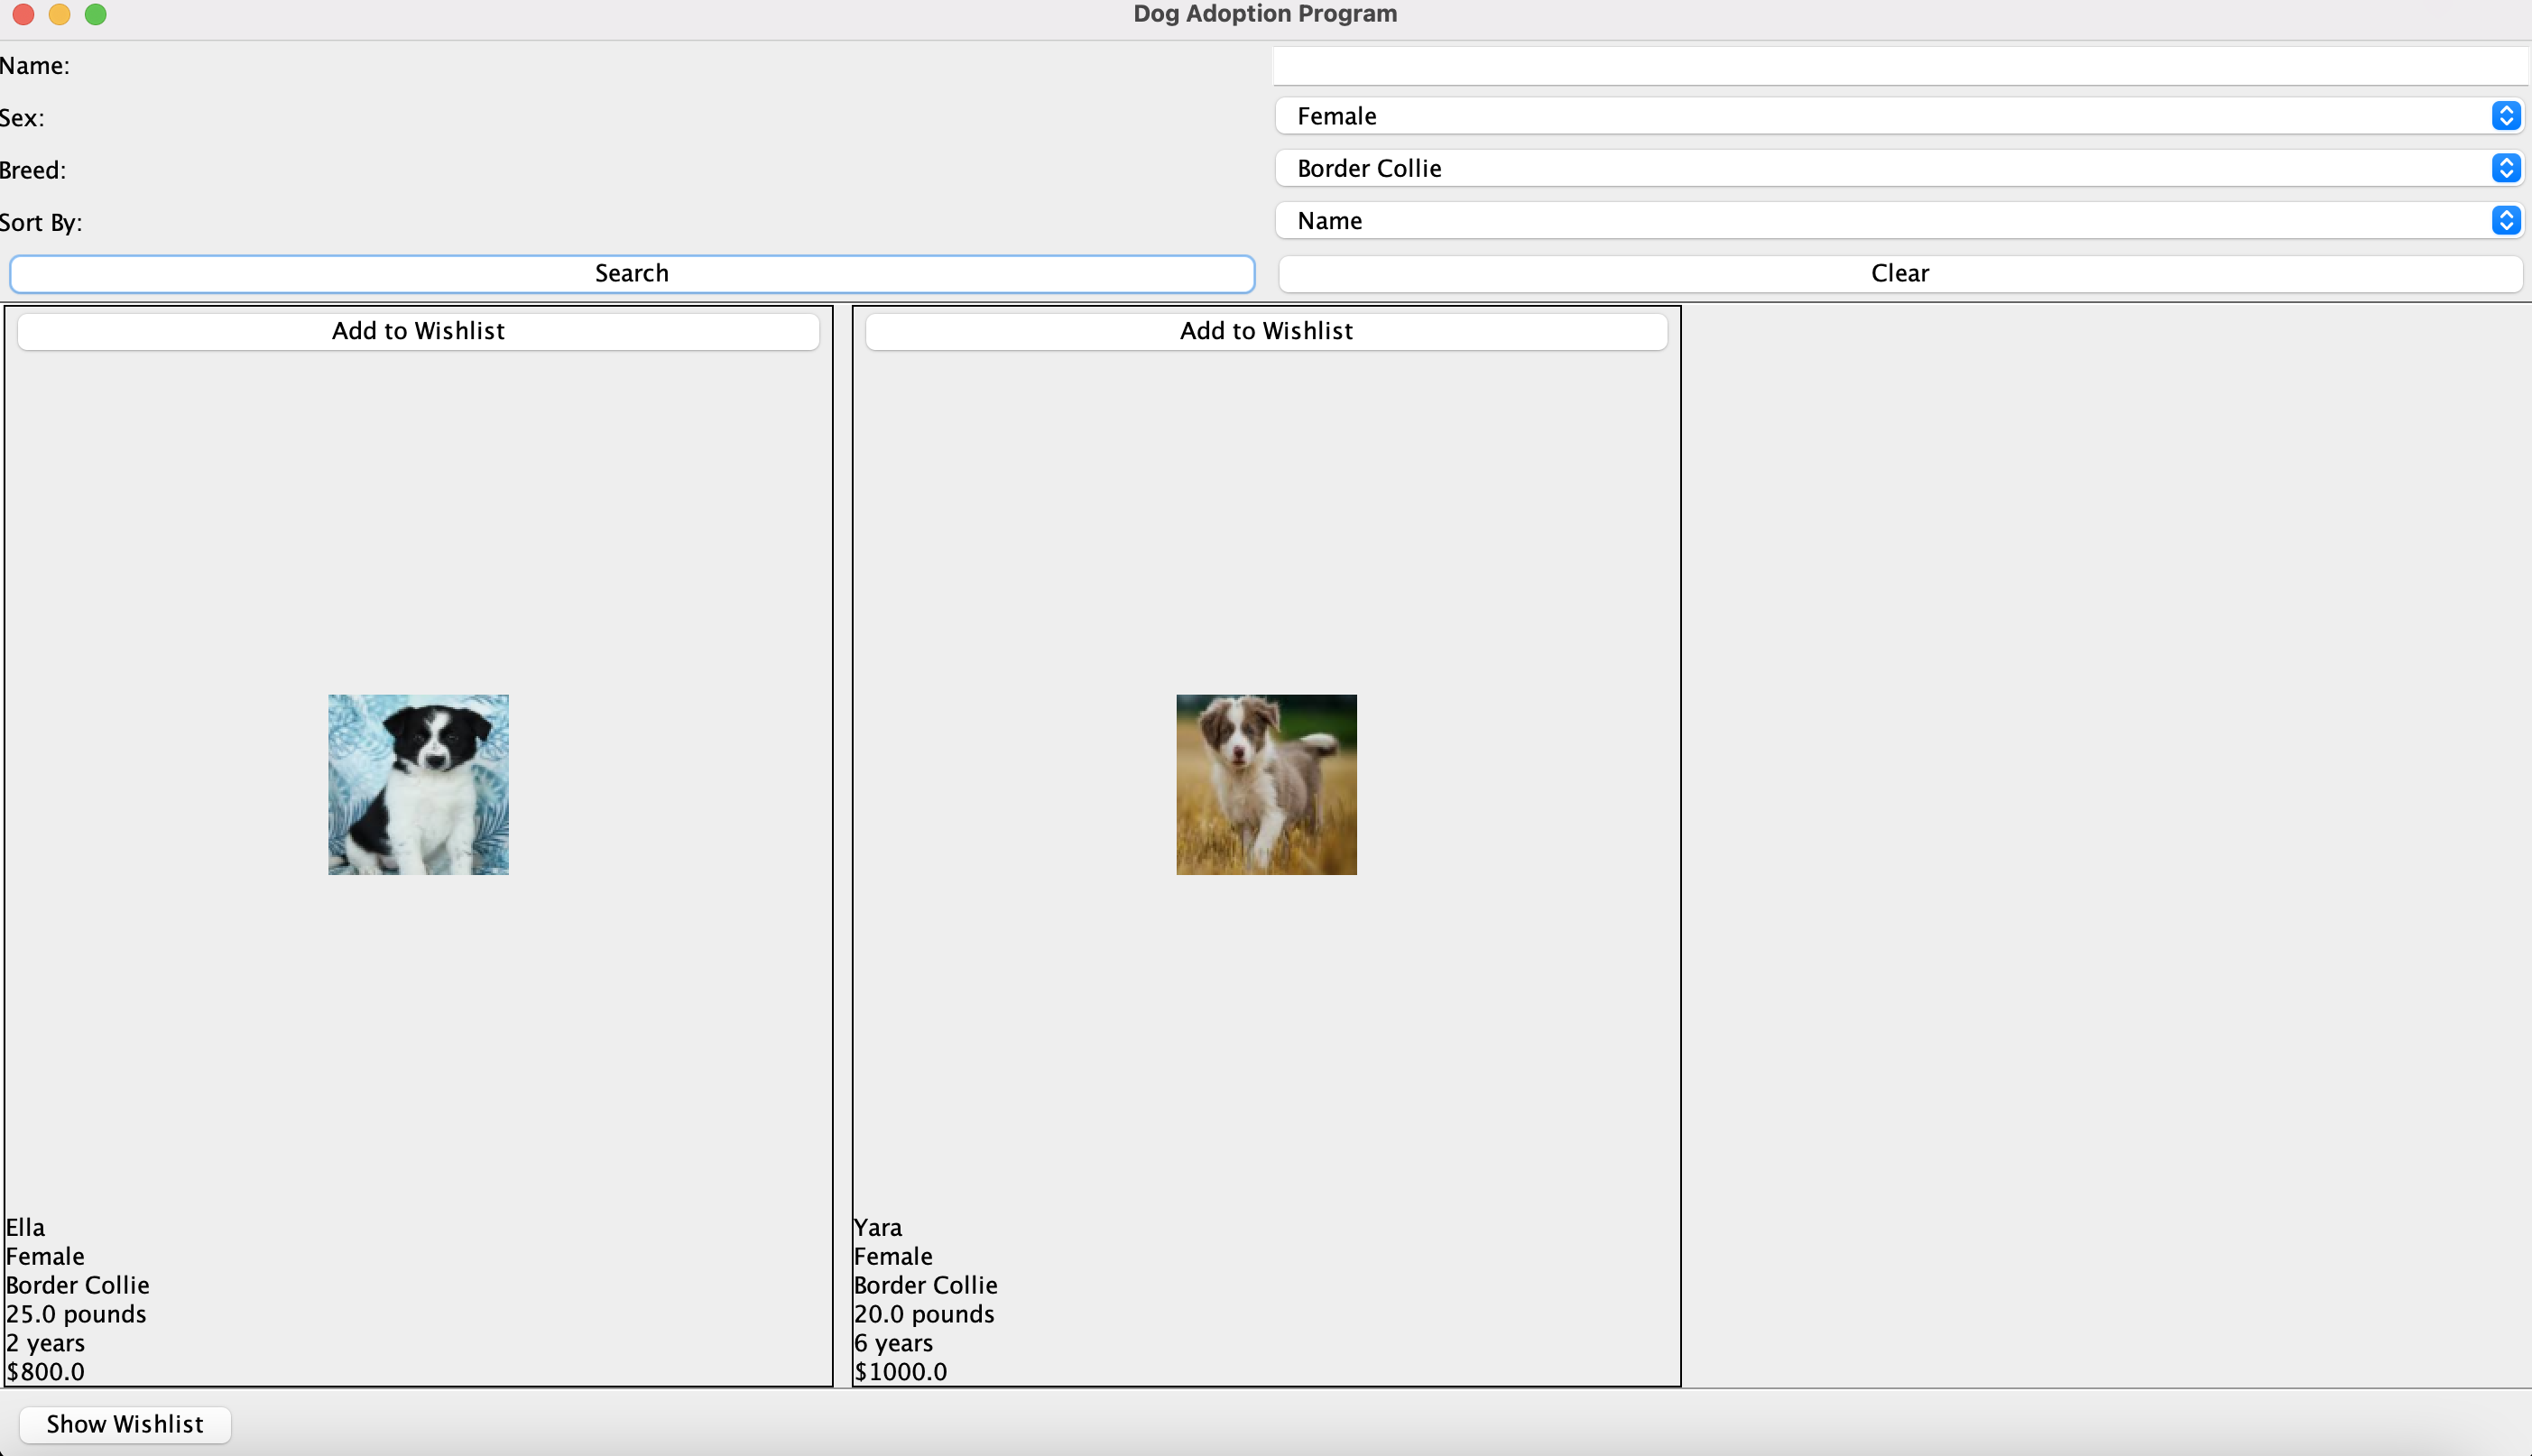 Dog Adoption Program
Name:
Sex: Female
Breed: Border Collie
Sort By: Name
Search Clear
Add to Wishlist Add to Wishlist
Ella
Female
Border Collie
25.0 pounds
2 years
$800.0
Yara
Female
Border Collie
20.0 pounds
6 years
$1000.0
Show Wishlist